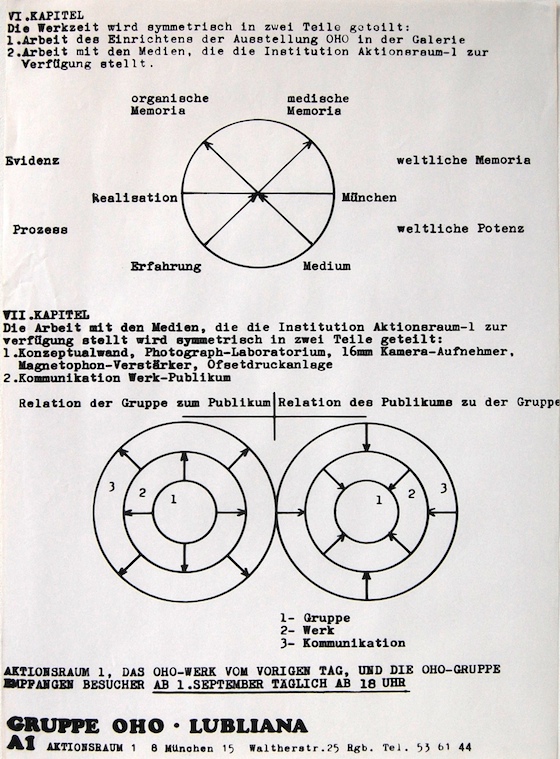 VI.KAPITEL
Die Werkzeit wird symmetrisch in zwei Teile geteilt:
1.Arbeit des Einrichtens der Ausstellung OHO in der Galerie
2.Arbeit mit den Medien, die die Institution Aktionsraum-1 zur
Verfügung stellt.
organische Memoria
medische Memoria
Evidenz
weltliche Memoria
Realisation
München
Prozess
weltliche Potenz
Erfahrung
Medium
VII.KAPITEL
Die Arbeit mit den Medien, die die Institution Aktionsraum-1 zur
verfügung stellt wird symmetrisch in zwei Teile geteilt:
1.Konzeptualwand, Photograph-Laboratorium, 16mm Kamera-Aufnehmer,
Magnetophon-Verstärker, Ofsetdruckanlage
2.Kommunikation Werk-Publikum
Relation der Gruppe zum Publikum
Relation des Publikums zu der Gruppe
3 2 1
1 2 3
1- Gruppe
2- Werk
3- Kommunikation
AKTIONSRAUM 1, DAS OHO-WERK VOM VORIGEN TAG, UND DIE OHO-GRUPPE
EMPFANGEN BESUCHER AB 1.SEPTEMBER TAGLICH AB 18 UHR
GRUPPE OHO · LUBLIANA
A1 AKTIONSRAUM 1 8 München 15 Waltherstr.25 Rgb. Tel. 53 61 44